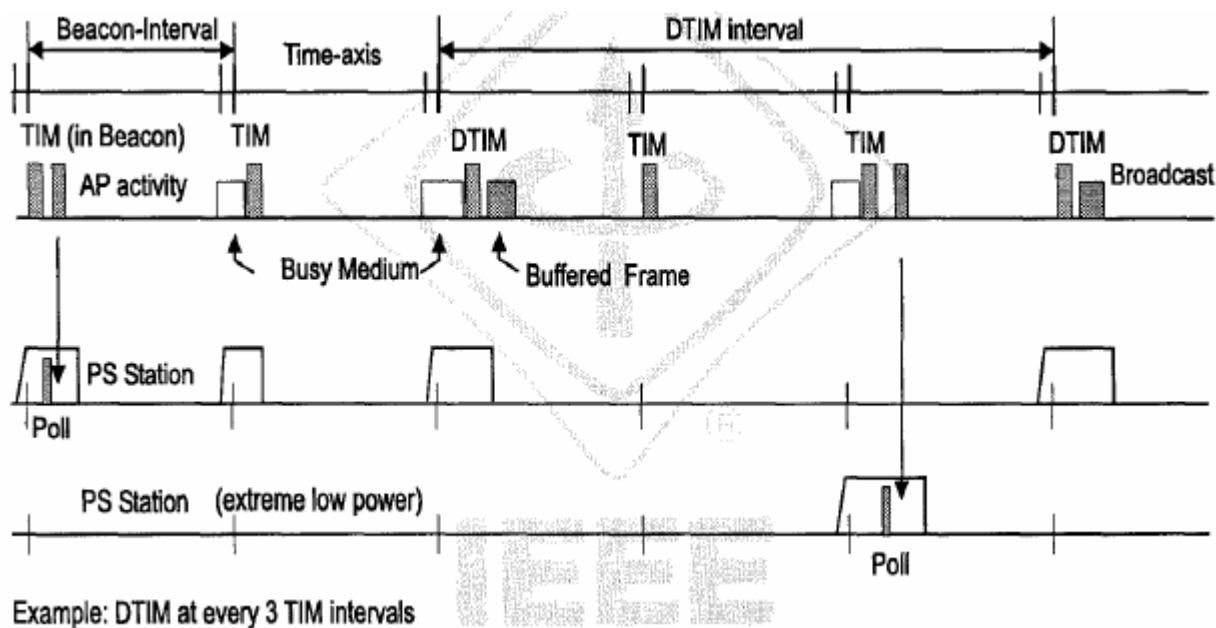 Beacon-Interval
DTIM interval
Time-axis
TIM (in Beacon)
TIM
DTIM
TIM
TIM
DTIM
AP activity
Broadcast
Busy Medium
Buffered Frame
PS Station
Poll
PS Station (extreme low power)
Poll
IEEE
®
Example: DTIM at every 3 TIM intervals